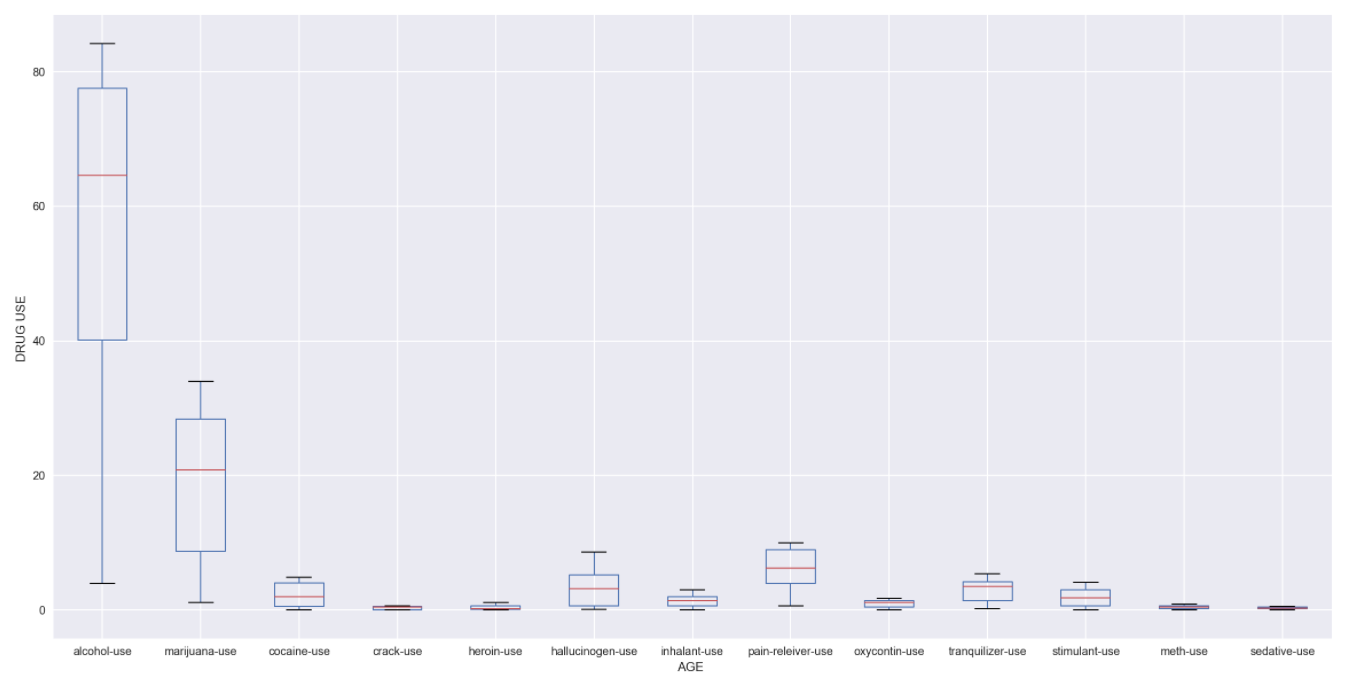 DRUG USE
80
60
40
20
0
alcohol-use marijuana-use cocaine-use crack-use heroin-use hallucinogen-use inhalant-use pain-releiver-use oxycontin-use tranquilizer-use stimulant-use meth-use sedative-use
AGE